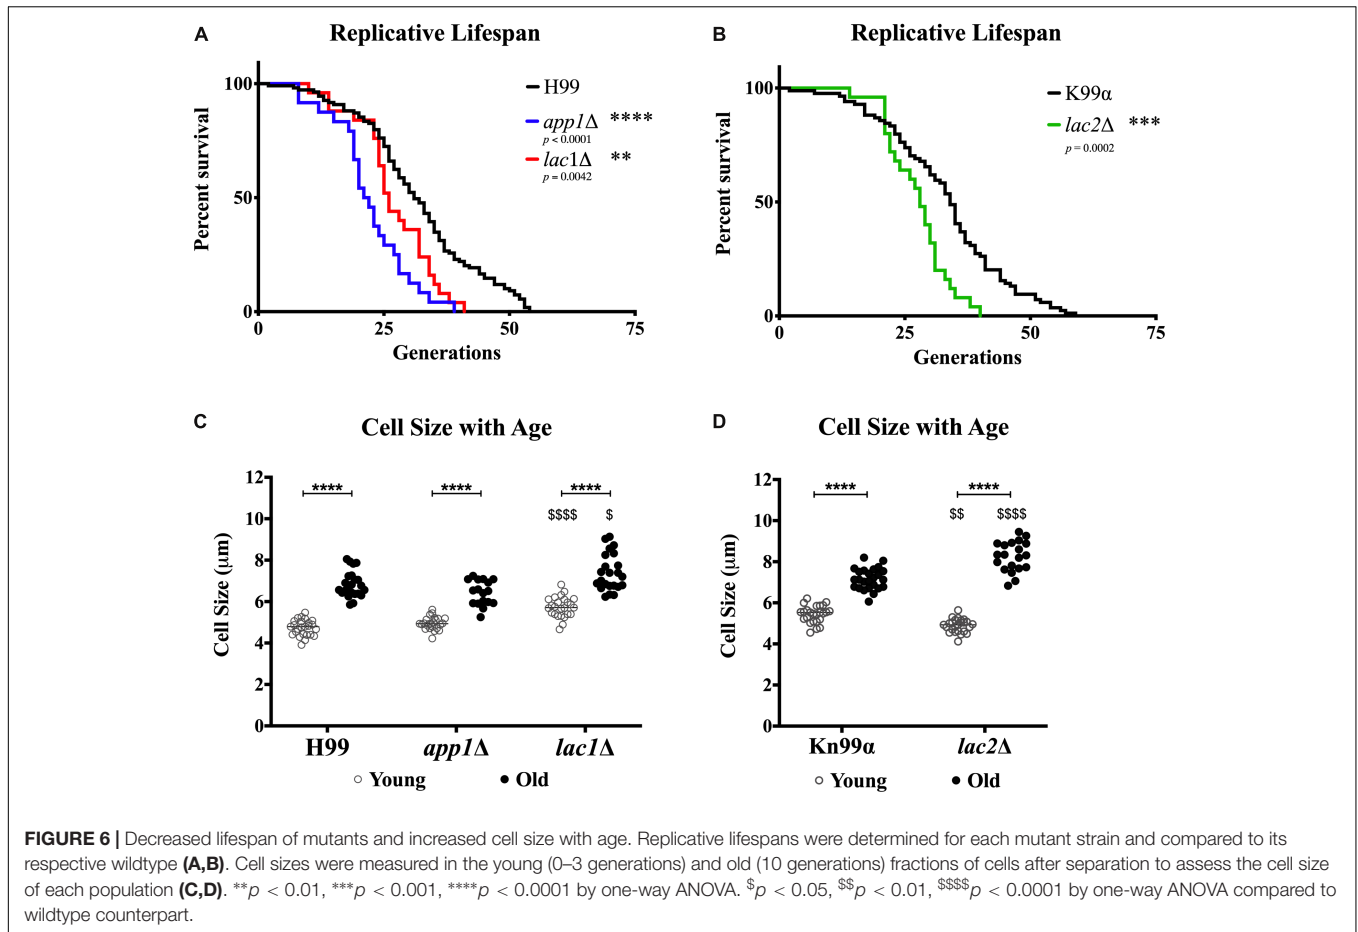 A
Replicative Lifespan
Percent survival
100
50
0
H99
app1Δ ****
p < 0.0001
lac1Δ **
p = 0.0042
0 25 50 75
Generations
B
Replicative Lifespan
Percent survival
100
50
0
K99α
lac2Δ ***
p = 0.0002
0 25 50 75
Generations
C
Cell Size with Age
Cell Size (μm)
12
10
8
6
4
2
0
**** **** ****
$$$$ $
H99 app1Δ lac1Δ
Young Old
D
Cell Size with Age
Cell Size (μm)
12
10
8
6
4
2
0
**** ****
$$ $$$$
Kn99α lac2Δ
Young Old
FIGURE 6 | Decreased lifespan of mutants and increased cell size with age. Replicative lifespans were determined for each mutant strain and compared to its
respective wildtype (A,B). Cell sizes were measured in the young (0–3 generations) and old (10 generations) fractions of cells after separation to assess the cell size
of each population (C,D). **p < 0.01, ***p < 0.001, ****p < 0.0001 by one-way ANOVA. $p < 0.05, $$p < 0.01, $$$$p < 0.0001 by one-way ANOVA compared to
wildtype counterpart.